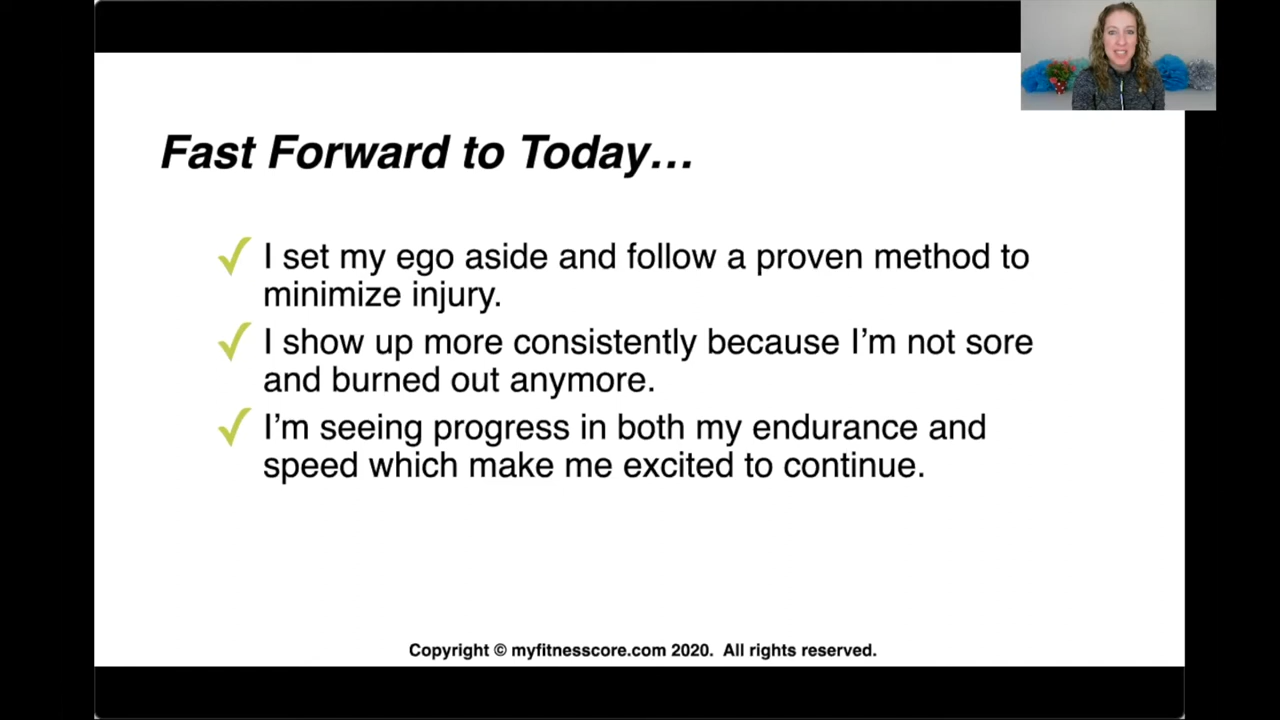 Fast Forward to Today…
✓ I set my ego aside and follow a proven method to
minimize injury.
✓ I show up more consistently because I’m not sore
and burned out anymore.
✓ I’m seeing progress in both my endurance and
speed which make me excited to continue.
Copyright © myfitnesscore.com 2020.  All rights reserved.